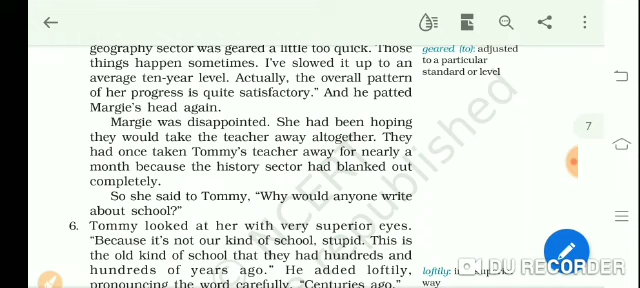 geography sector was geared a little too quick. Those
things happen sometimes. I've slowed it up to an
average ten-year level. Actually, the overall pattern
of her progress is quite satisfactory." And he patted
Margie's head again.
Margie was disappointed. She had been hoping
they would take the teacher away altogether. They
had once taken Tommy's teacher away for nearly a
month because the history sector had blanked out
completely.
So she said to Tommy, "Why would anyone write
about school?"
6. Tommy looked at her with very superior eyes.
"Because it's not our kind of school, stupid. This is
the old kind of school that they had hundreds and
hundreds of years ago." He added loftily,
pronouncing the word carefully, "Centuries ago."
geared (to): adjusted
to a particular
standard or level
7
loftily: in
way
DU RECORDER
© NCERT
republished